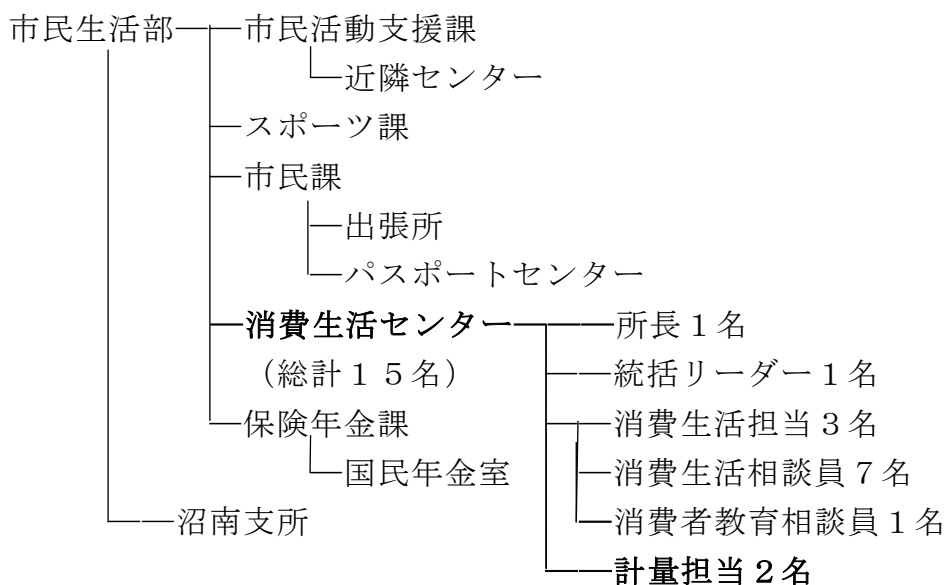 市民生活部 市民活動支援課
近隣センター
スポーツ課
市民課
出張所
パスポートセンター
消費生活センター 所長1名
(総計15名) 統括リーダー1名
保険年金課 消費生活担当3名
国民年金室 消費生活相談員7名
沼南支所 消費者教育相談員1名
計量担当2名